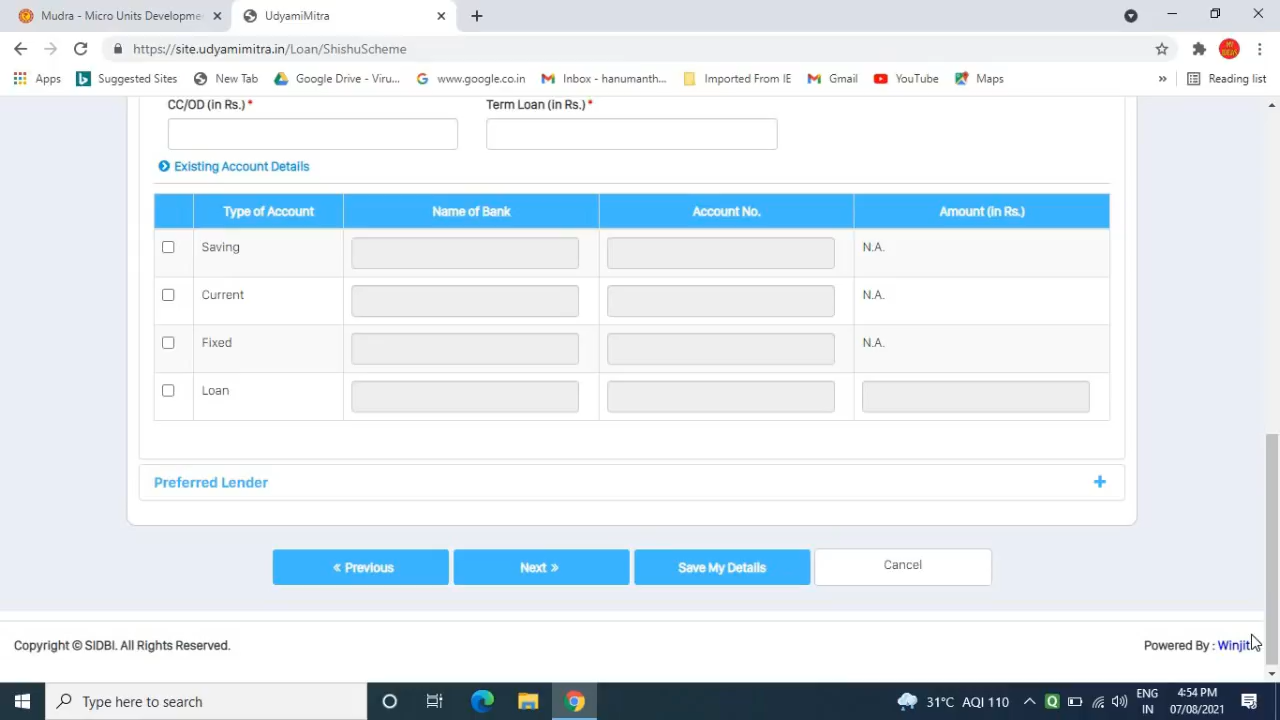 Mudra - Micro Units Developme
UdyamiMitra
https://site.udyamimitra.in/Loan/ShishuScheme
Apps Suggested Sites New Tab Google Drive - Viru... www.google.co.in Inbox - hanumanth... Imported From IE Gmail YouTube Maps » Reading list
CC/OD (in Rs.)* Term Loan (in Rs.)*
Existing Account Details
Type of Account Name of Bank Account No. Amount (in Rs.)
Saving N.A.
Current N.A.
Fixed N.A.
Loan
Preferred Lender +
« Previous Next » Save My Details Cancel
Copyright © SIDBI. All Rights Reserved. Powered By : Winjit
Type here to search
31°C AQI 110
ENG
IN
4:54 PM
07/08/2021